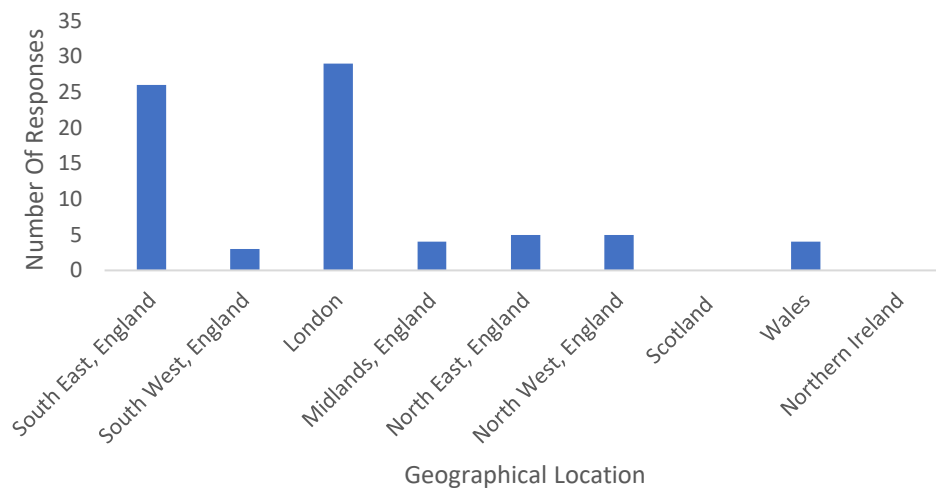 35
30
25
20
15
10
5
0
Number Of Responses
South East, England
South West, England
London
Midlands, England
North East, England
North West, England
Scotland
Wales
Northern Ireland
Geographical Location